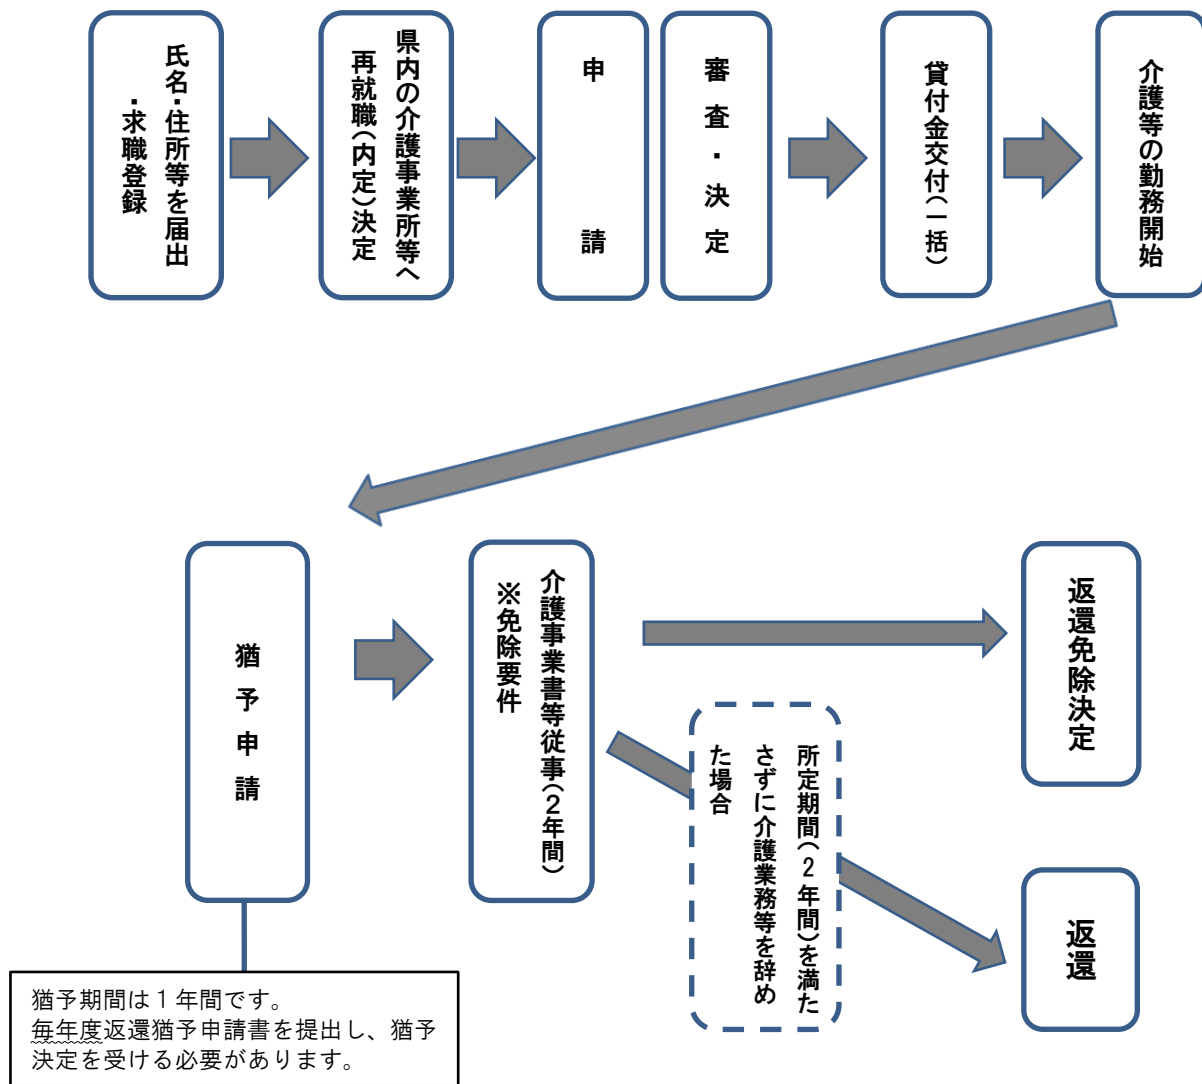 氏名・住所等を届出
・求職登録
県内の介護事業所等へ
再就職（内定）決定
申請
審査・決定
貸付金交付（一括）
介護等の勤務開始
猶予申請
介護事業書等従事（2年間）
※免除要件
返還免除決定
所定期間（2年間）を満た
さずに介護業務等を辞め
た場合
返還
猶予期間は１年間です。
毎年度返還猶予申請書を提出し、猶予
決定を受ける必要があります。